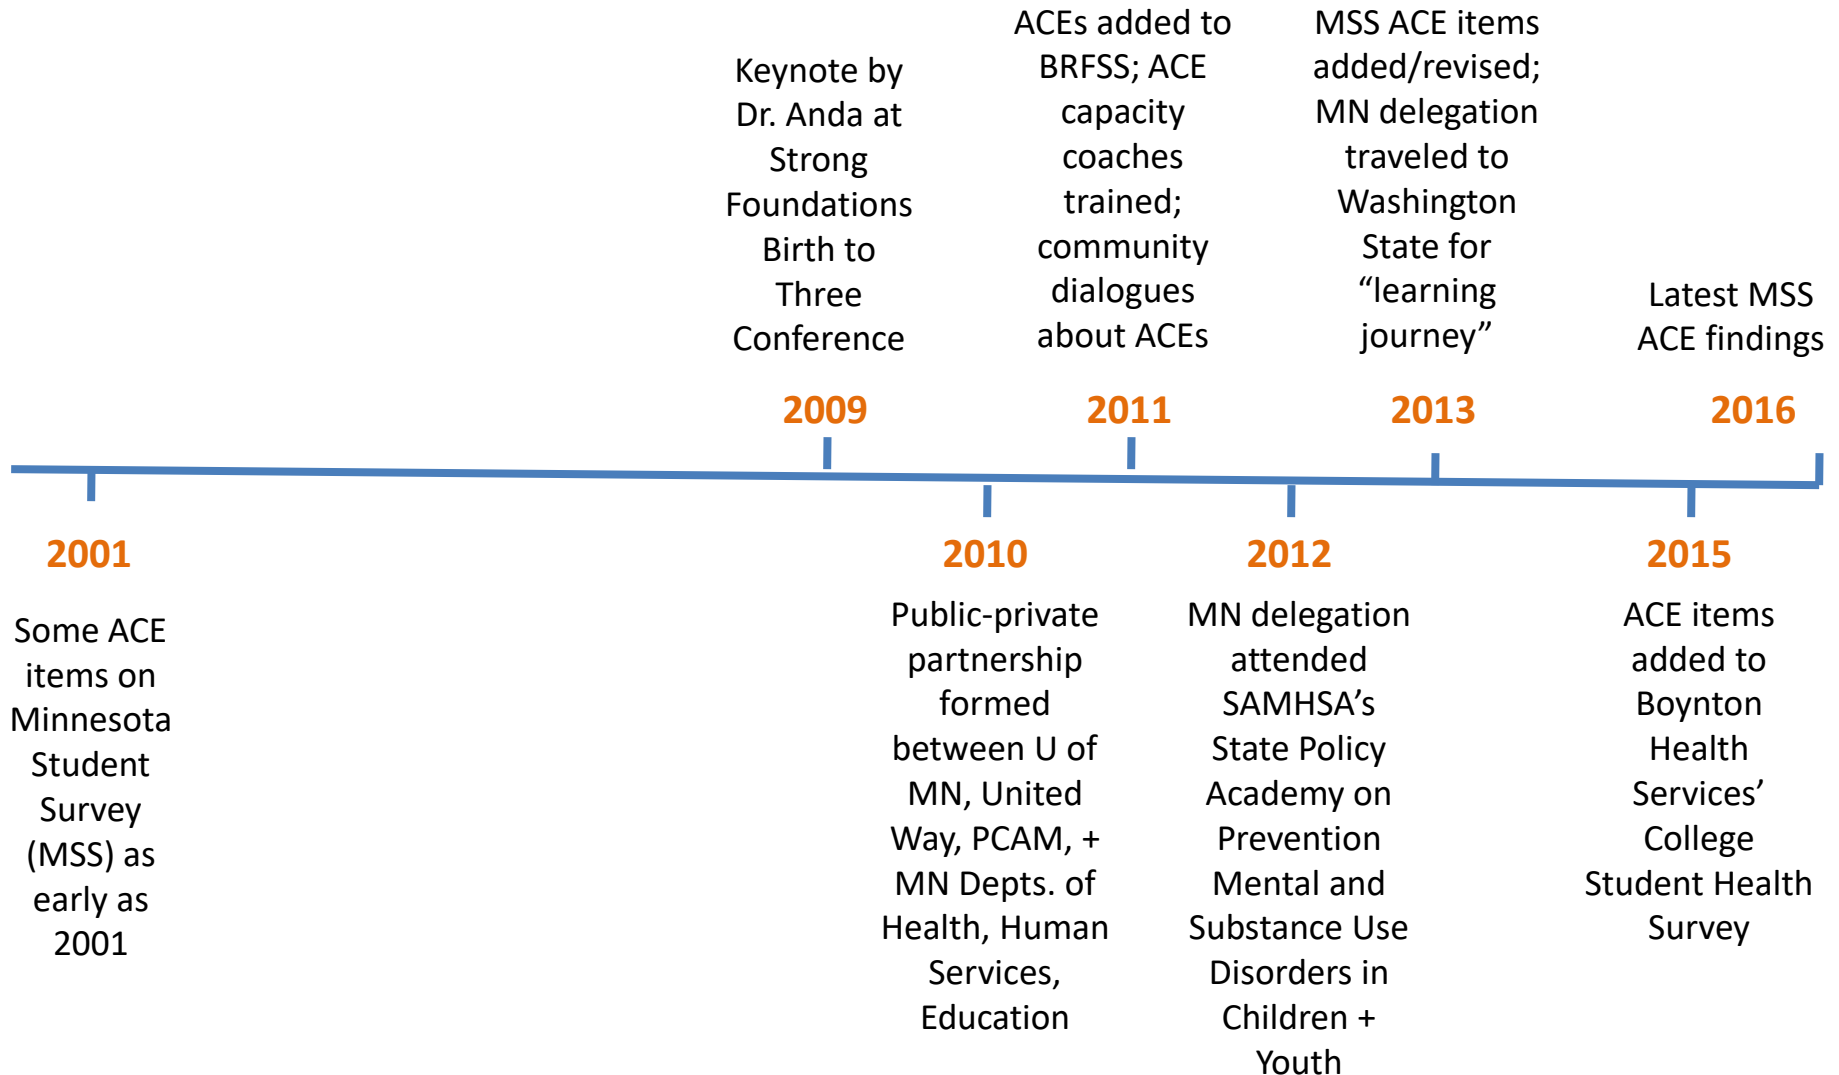 Keynote by
Dr. Anda at
Strong
Foundations
Birth to
Three
Conference
2009
ACEs added to
BRFSS; ACE
capacity
coaches
trained;
community
dialogues
about ACEs
2011
MSS ACE items
added/revised;
MN delegation
traveled to
Washington
State for
“learning
journey”
2013
Latest MSS
ACE findings
2016
2001
Some ACE
items on
Minnesota
Student
Survey
(MSS) as
early as
2001
2010
Public-private
partnership
formed
between U of
MN, United
Way, PCAM, +
MN Depts. of
Health, Human
Services,
Education
2012
MN delegation
attended
SAMHSA’s
State Policy
Academy on
Prevention
Mental and
Substance Use
Disorders in
Children +
Youth
2015
ACE items
added to
Boynton
Health
Services’
College
Student Health
Survey